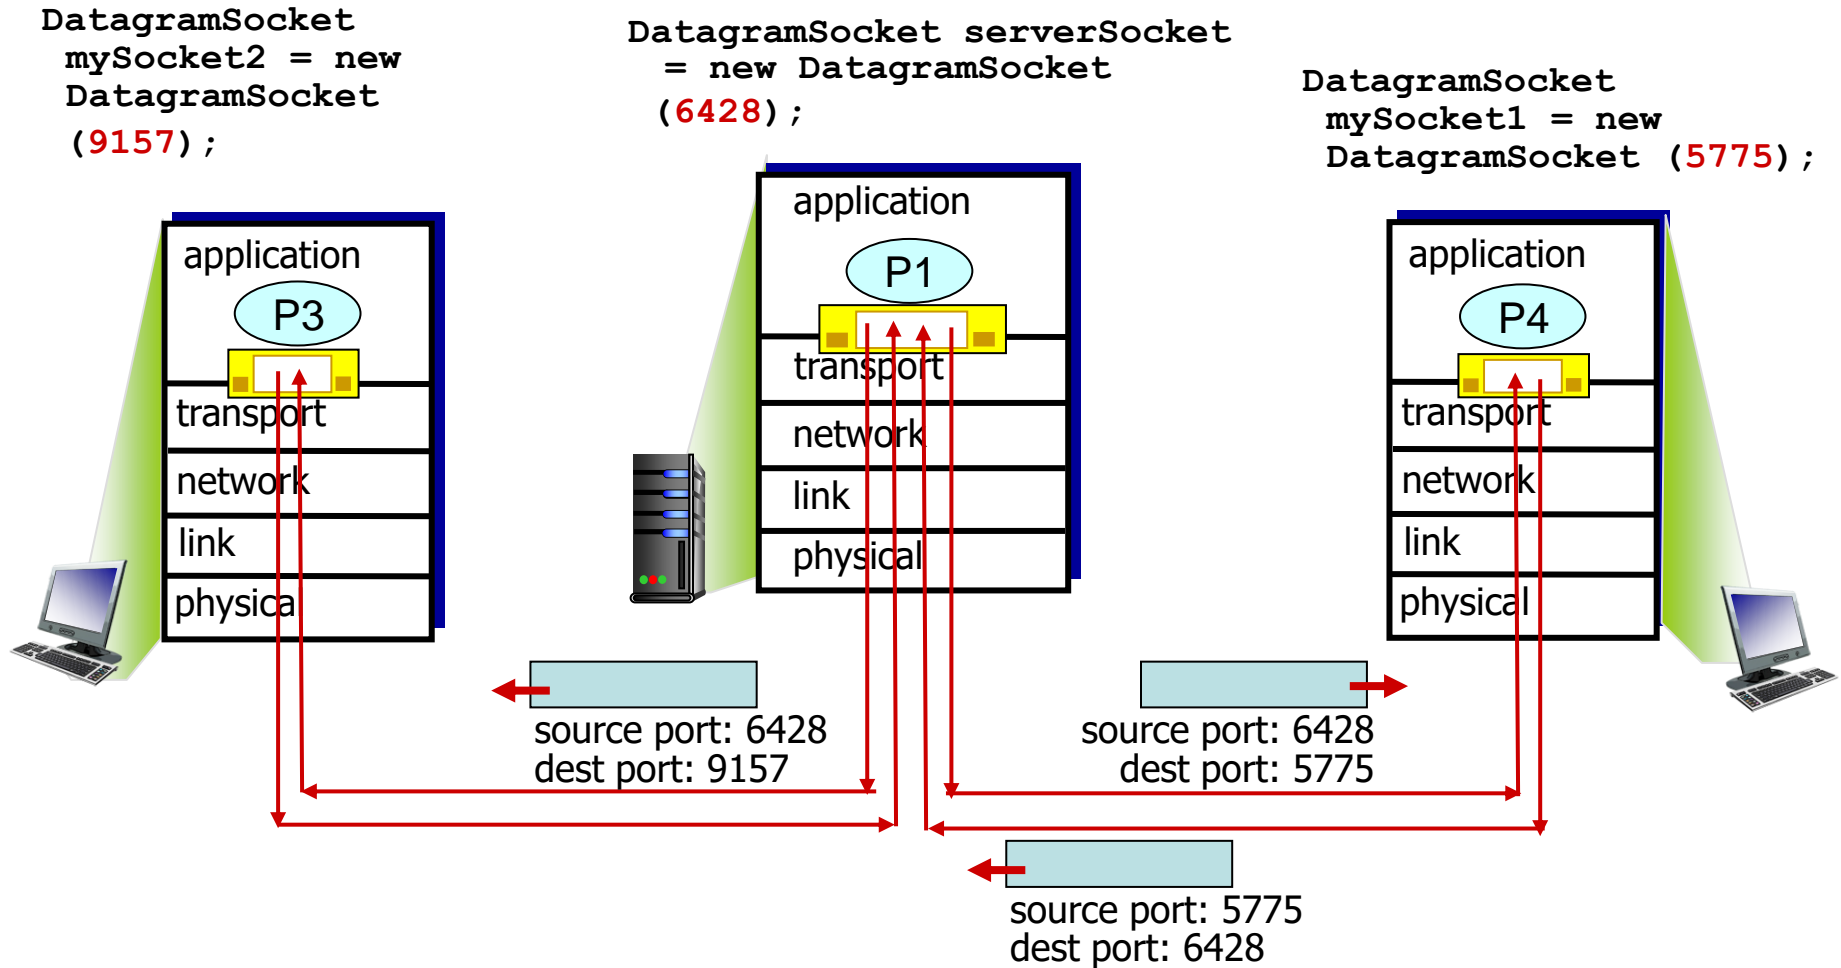 DatagramSocket
mySocket2 = new
DatagramSocket
(9157);
DatagramSocket serverSocket
= new DatagramSocket
(6428);
DatagramSocket
mySocket1 = new
DatagramSocket (5775);
application
P3
transport
network
link
physica
application
P1
transport
network
link
physical
application
P4
transport
network
link
physical
source port: 6428
dest port: 9157
source port: 6428
dest port: 5775
source port: 5775
dest port: 6428